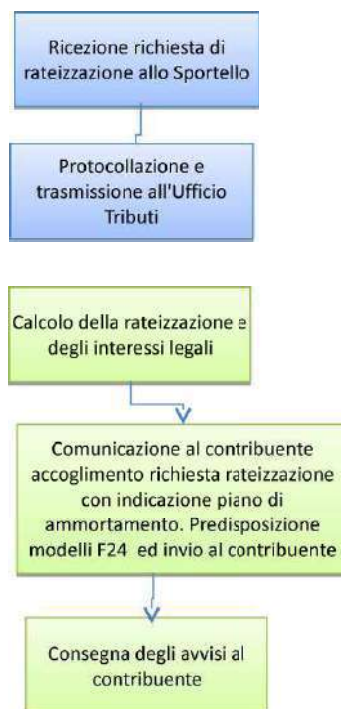 Ricezione richiesta di
rateizzazione allo Sportello
Protocollazione e
trasmissione all'Ufficio
Tributi
Calcolo della rateizzazione e
degli interessi legali
Comunicazione al contribuente
accoglimento richiesta rateizzazione
con indicazione piano di
ammortamento. Predisposizione
modelli F24 ed invio al contribuente
Consegna degli avvisi al
contribuente